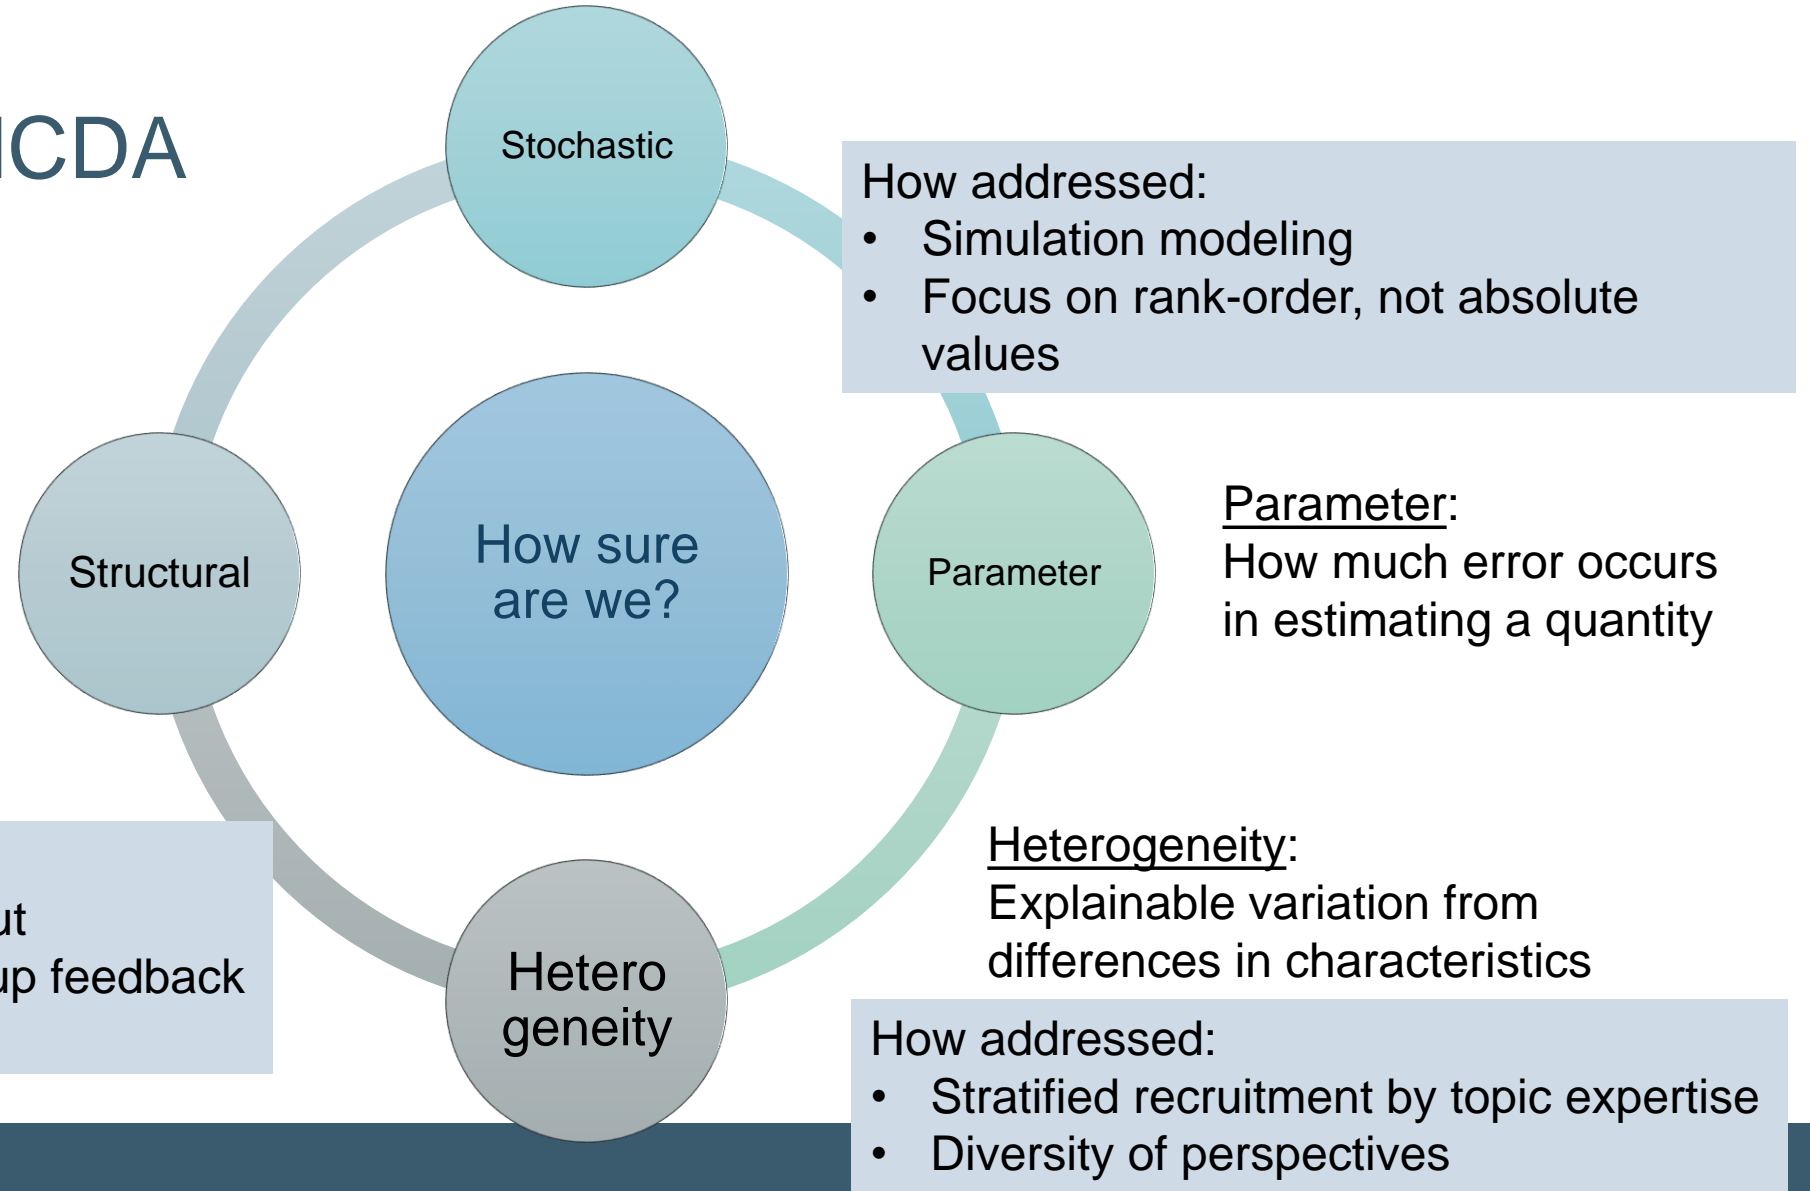 CDA
Stochastic
How addressed:
• Simulation modeling
• Focus on rank-order, not absolute
values
Structural
How sure
are we?
Parameter
Parameter:
How much error occurs
in estimating a quantity
Heterogeneity:
Explainable variation from
differences in characteristics
feedback
Hetero
geneity
How addressed:
• Stratified recruitment by topic expertise
• Diversity of perspectives